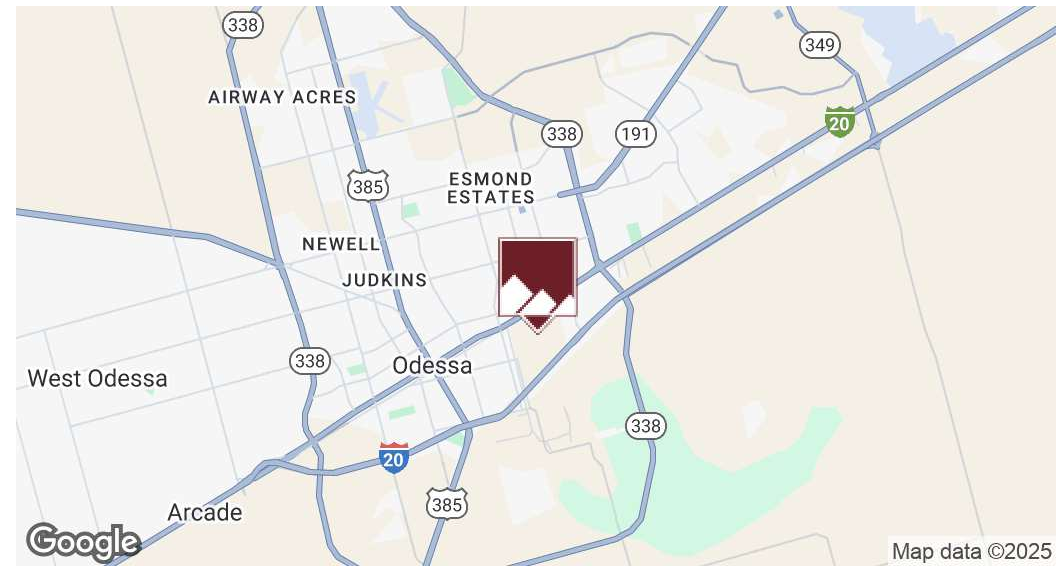 338
349
AIRWAY ACRES
20
338
191
385
ESMOND
ESTATES
NEWELL
JUDKINS
338
Odessa
West Odessa
338
20
385
Arcade
Google
Map data ©2025